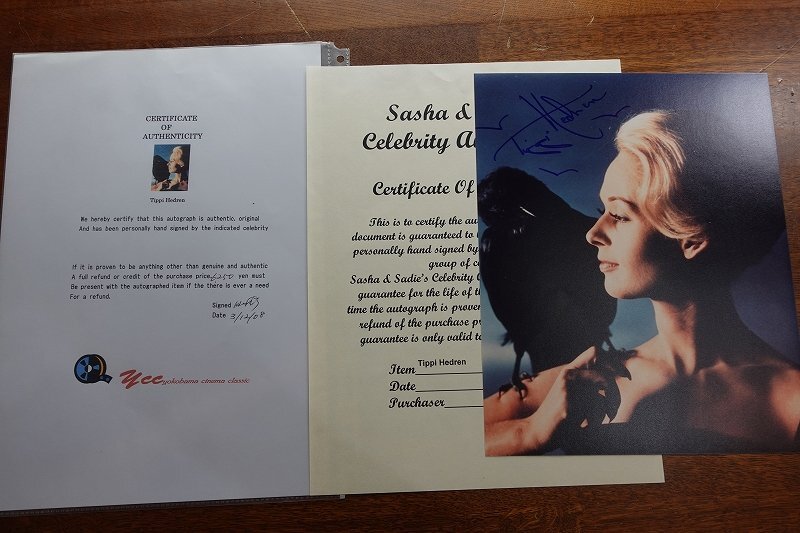 CERTIFICATE
OF
AUTHENTICITY
Tippi Hedren
We hereby certify that this autograph is authentic, original
And has been personally hand signed by the indicated celebrity
If it is proven to be anything other than genuine and authentic
A full refund or credit of the purchase price yen must
Be present with the autographed item if the there is ever a need
For a refund.
Signed
Date 3/12/08
ycc yokohama cinema classic
Sasha &
Celebrity
Certificate Of
This is to certify the
document is guaranteed to
personally hand signed by
group of
Sasha & Sadie's Celebrity
guarantee for the life of
time the autograph is
refund of the purchase
guarantee is only valid
Item Tippi Hedren
Date
Purchaser
Tippi Hedren